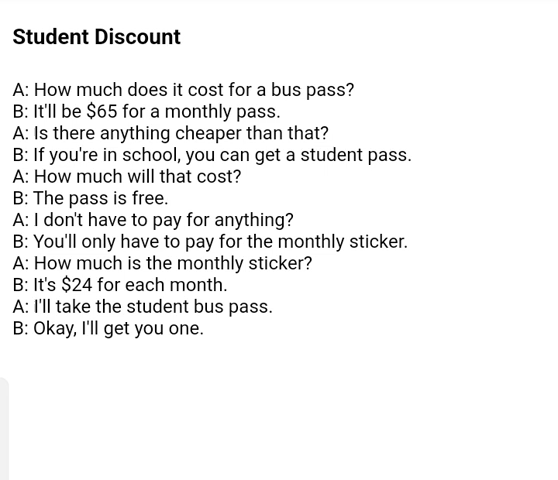 Student Discount
A: How much does it cost for a bus pass?
B: It'll be $65 for a monthly pass.
A: Is there anything cheaper than that?
B: If you're in school, you can get a student pass.
A: How much will that cost?
B: The pass is free.
A: I don't have to pay for anything?
B: You'll only have to pay for the monthly sticker.
A: How much is the monthly sticker?
B: It's $24 for each month.
A: I'll take the student bus pass.
B: Okay, I'll get you one.